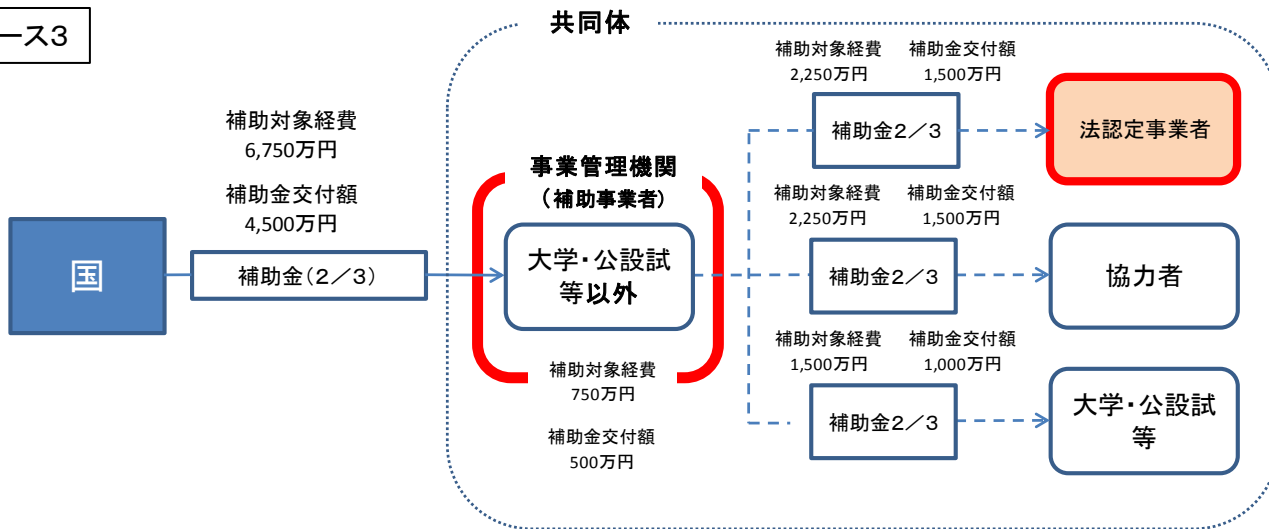 ース3
共同体
補助対象経費
6,750万円
補助金交付額
4,500万円
国
補助金(2/3)
事業管理機関
(補助事業者)
大学・公設試
等以外
補助対象経費
750万円
補助金交付額
500万円
補助対象経費 補助金交付額
2,250万円 1,500万円
補助金2/3
法認定事業者
補助対象経費 補助金交付額
2,250万円 1,500万円
補助金2/3
協力者
補助対象経費 補助金交付額
1,500万円 1,000万円
補助金2/3
大学・公設試
等